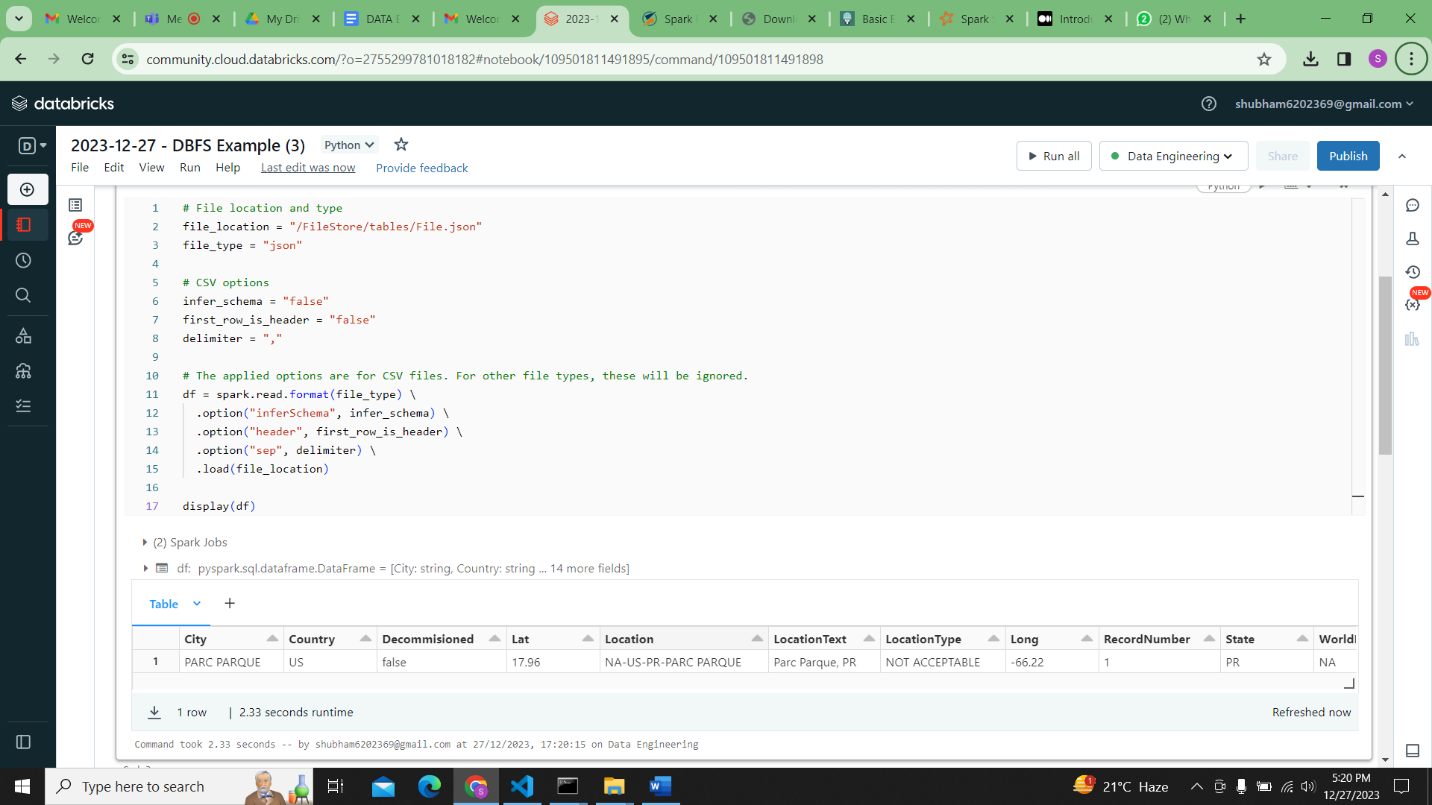 Welcor
Me
My Dri
DATA E
Welcor
2023-1
Spark I
Downl
Basic E
Spark
Introdu
(2) Wh
community.cloud.databricks.com/?o=2755299781018182#notebook/109501811491895/command/109501811491898
S
databricks
shubham6202369@gmail.com
D
2023-12-27 - DBFS Example (3)
Python
File Edit View Run Help Last edit was now Provide feedback
Run all
Data Engineering
Share
Publish
NEW
Python
NEW
1 # File location and type
2 file_location = "/FileStore/tables/File.json"
3 file_type = "json"
4
5 # CSV options
6 infer_schema = "false"
7 first_row_is_header = "false"
8 delimiter = ","
9
10 # The applied options are for CSV files. For other file types, these will be ignored.
11 df = spark.read.format(file_type) \
12 .option("inferSchema", infer_schema) \
13 .option("header", first_row_is_header) \
14 .option("sep", delimiter) \
15 .load(file_location)
16
17 display(df)
(2) Spark Jobs
df: pyspark.sql.dataframe.DataFrame = [City: string, Country: string ... 14 more fields]
Table
City Country Decommisioned Lat Location LocationText LocationType Long RecordNumber State
1 PARC PARQUE US false 17.96 NA-US-PR-PARC PARQUE Parc Parque, PR NOT ACCEPTABLE -66.22 1 PR NA
1 row | 2.33 seconds runtime
Refreshed now
Command took 2.33 seconds -- by shubham6202369@gmail.com at 27/12/2023, 17:20:15 on Data Engineering
Type here to search
1
21°C Haze
5:20 PM
12/27/2023